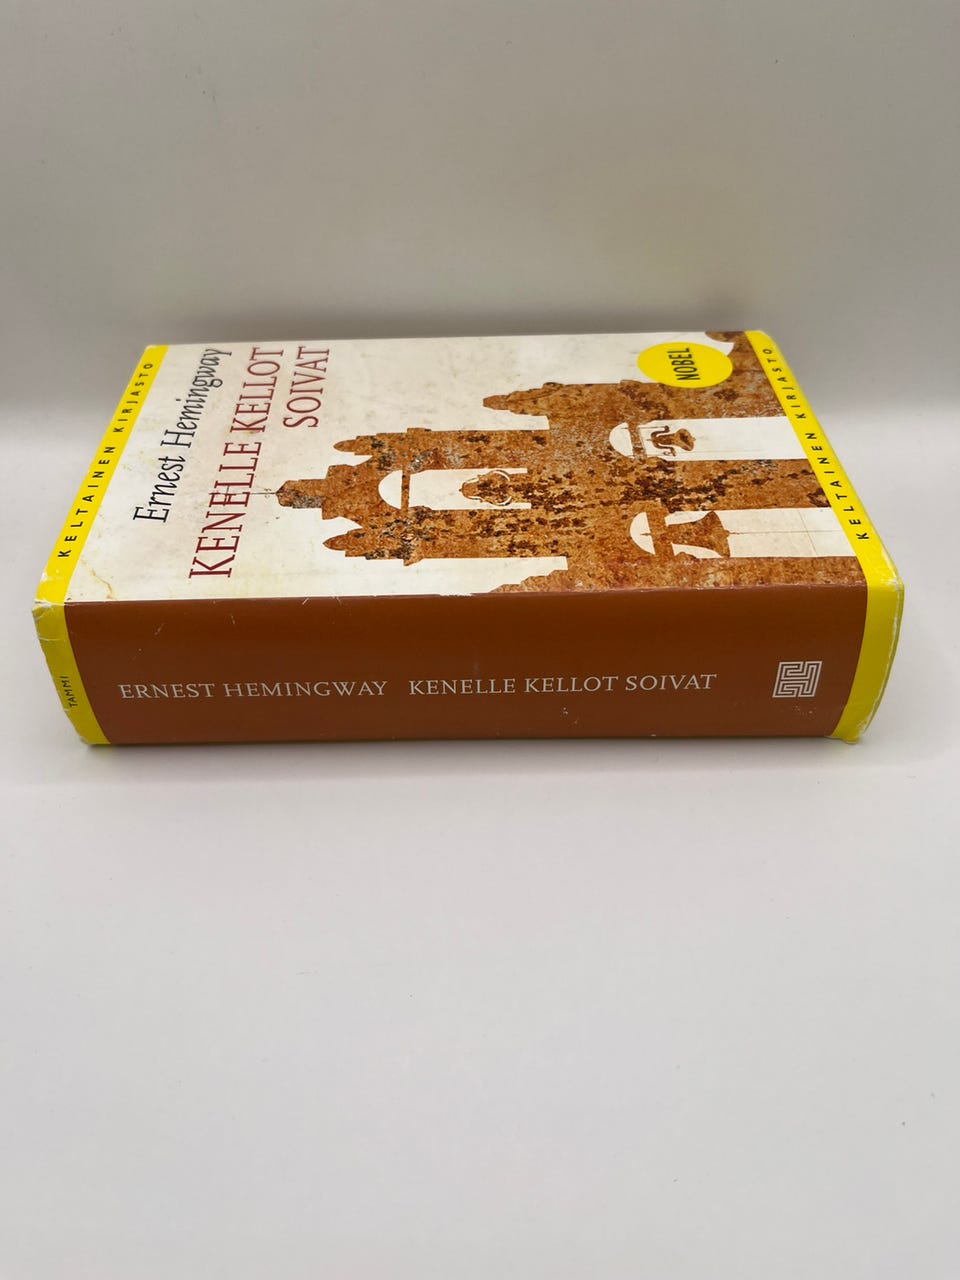 KELTAINEN KIRJASTO
Ernest Hemingway
KENELLE KELLOT
SOIVAT
NOBEL
KELTAINEN KIRJASTO
TAMMI
ERNEST HEMINGWAY KENELLE KELLOT SOIVAT